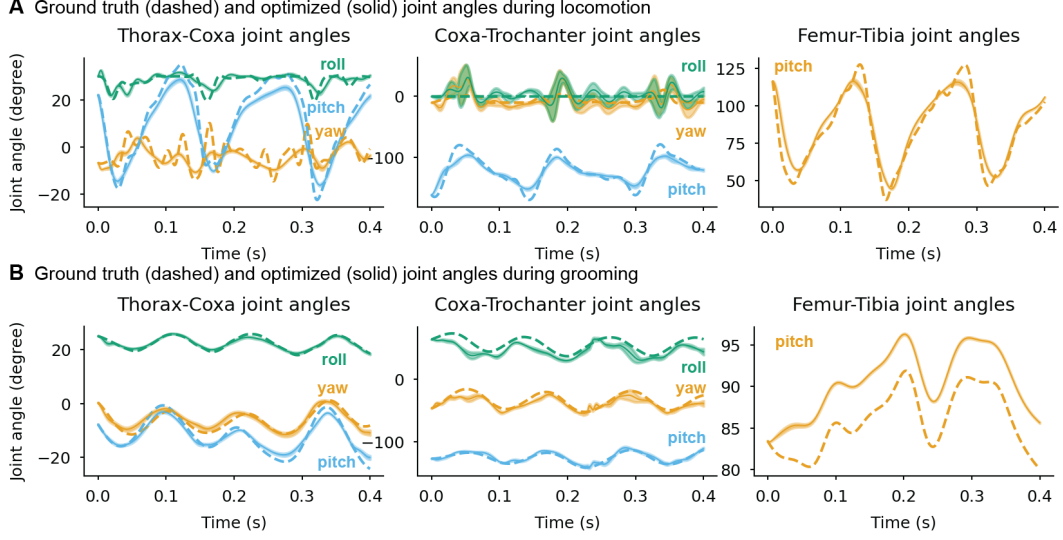 A Ground truth (dashed) and optimized (solid) joint angles during locomotion
Thorax-Coxa joint angles
Coxa-Trochanter joint angles
Femur-Tibia joint angles
Joint angle (degree)
20
0
−20
roll
pitch
yaw
0.0 0.1 0.2 0.3 0.4
Time (s)
0
−100
roll
yaw
pitch
0.0 0.1 0.2 0.3 0.4
Time (s)
125
100
75
50
pitch
0.0 0.1 0.2 0.3 0.4
Time (s)
B Ground truth (dashed) and optimized (solid) joint angles during grooming
Thorax-Coxa joint angles
Coxa-Trochanter joint angles
Femur-Tibia joint angles
Joint angle (degree)
20
0
−20
roll
yaw
pitch
0.0 0.1 0.2 0.3 0.4
Time (s)
0
−100
roll
yaw
pitch
0.0 0.1 0.2 0.3 0.4
Time (s)
95
90
85
80
pitch
0.0 0.1 0.2 0.3 0.4
Time (s)